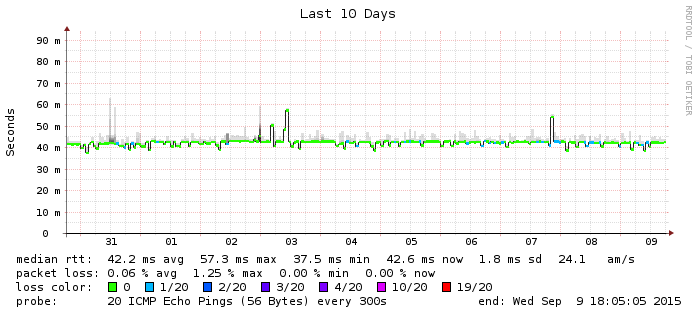 Last 10 Days
RRDTOOL / TOBI OETIKER
Seconds
90 m
80 m
70 m
60 m
50 m
40 m
30 m
20 m
10 m
0
31 01 02 03 04 05 06 07 08 09
median rtt: 42.2 ms avg 57.3 ms max 37.5 ms min 42.6 ms now 1.8 ms sd 24.1 am/s
packet loss: 0.06 % avg 1.25 % max 0.00 % min 0.00 % now
loss color: 0 1/20 2/20 3/20 4/20 10/20 19/20
probe: 20 ICMP Echo Pings (56 Bytes) every 300s end: Wed Sep 9 18:05:05 2015